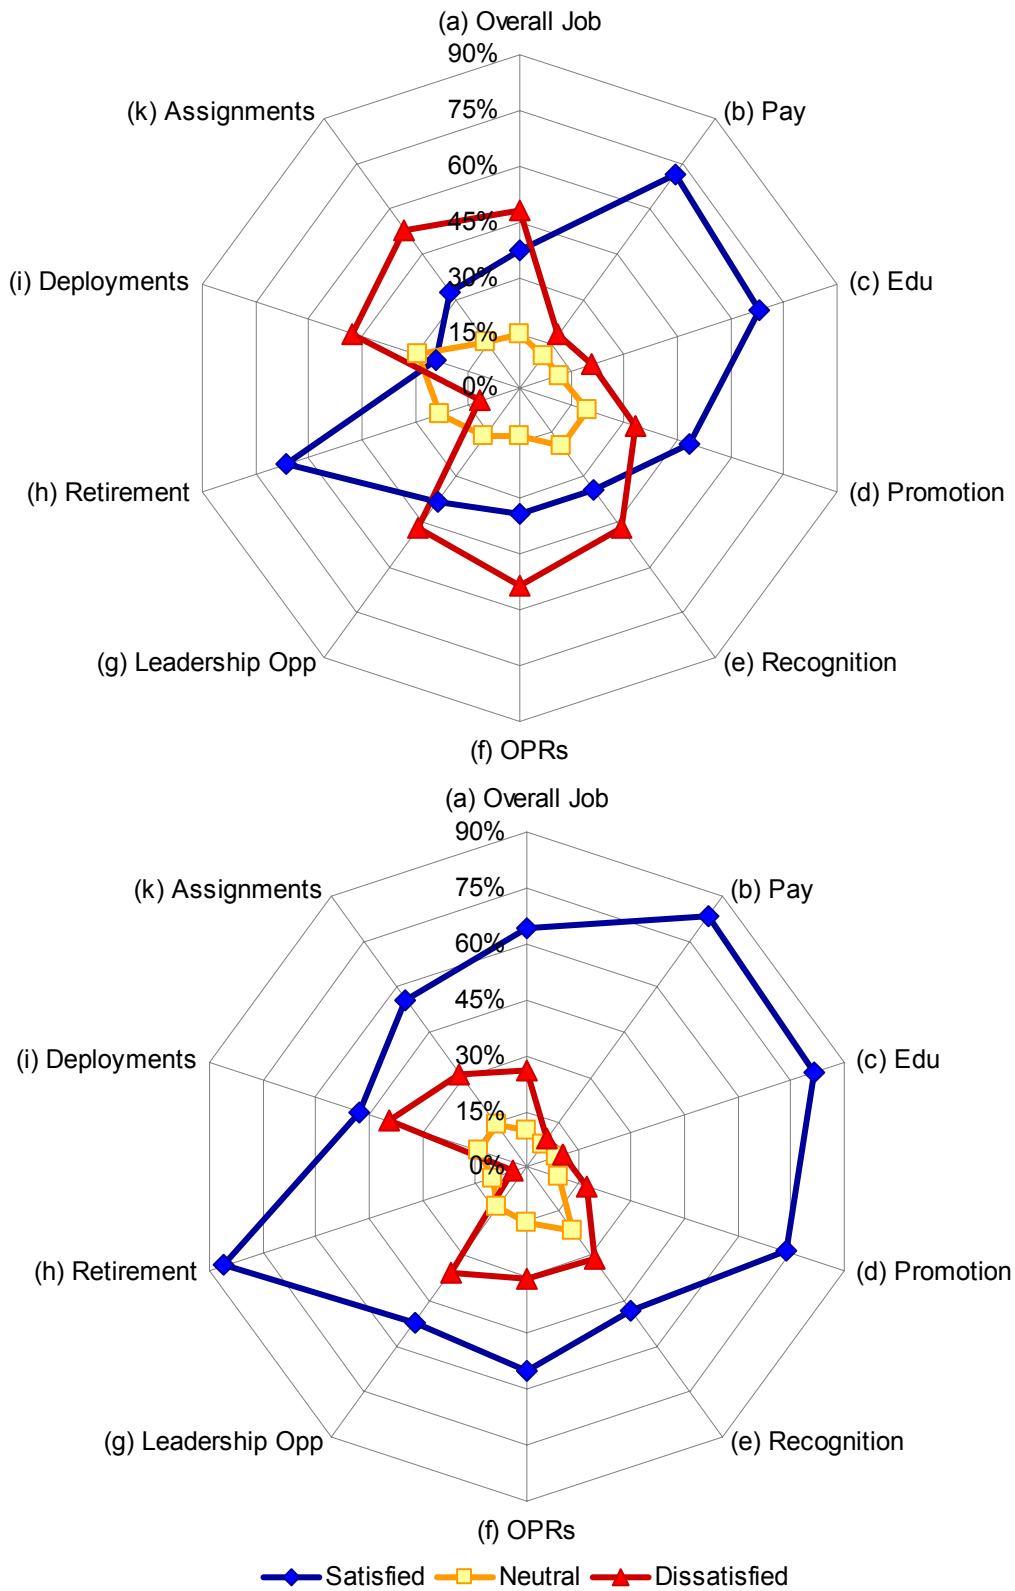 (a) Overall Job
90%
(k) Assignments
75%
(b) Pay
60%
45%
(i) Deployments
30%
(c) Edu
15%
0%
(h) Retirement
(d) Promotion
(g) Leadership Opp
(e) Recognition
(f) OPRs
(a) Overall Job
90%
(k) Assignments
75%
(b) Pay
60%
45%
(i) Deployments
30%
(c) Edu
15%
0%
(h) Retirement
(d) Promotion
(g) Leadership Opp
(e) Recognition
(f) OPRs
Satisfied Neutral Dissatisfied